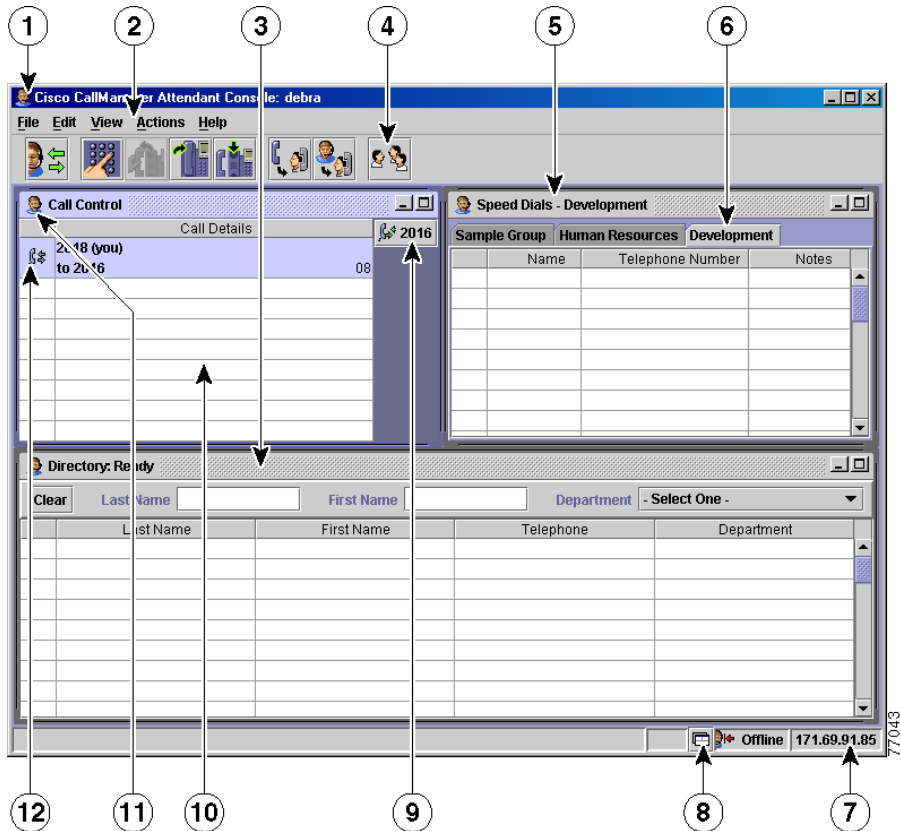 1 2 3 4 5 6
Cisco CallManager Attendant Console: debra
File Edit View Actions Help
Call Control
Call Details
2016
2018 (you)
to 2016 08
Speed Dials - Development
Sample Group Human Resources Development
Name Telephone Number Notes
Directory: Ready
Clear Last Name First Name Department - Select One -
Last Name First Name Telephone Department
Offline 171.69.91.85
77043
12 11 10 9 8 7